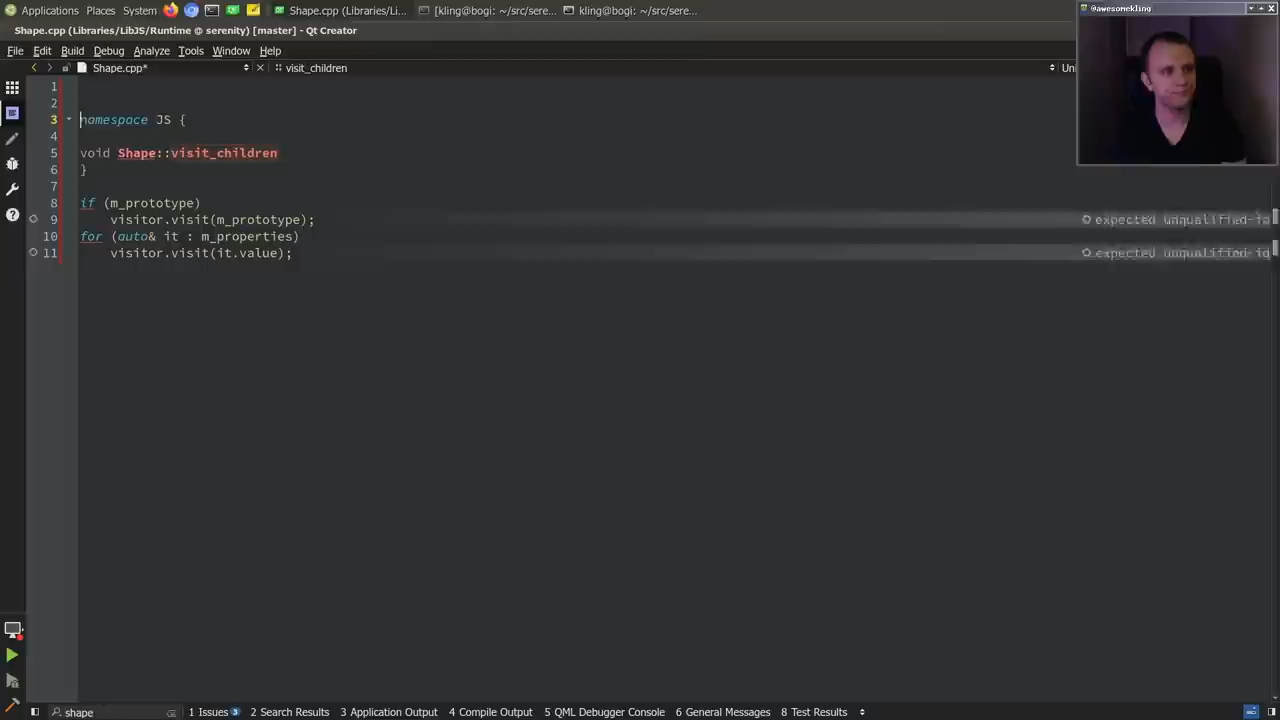 Applications Places System Shape.cpp (Libraries/Li... [kling@bogi: ~/src/sere... kling@bogi: ~/src/sere...
@awesomekling
Shape.cpp (Libraries/LibJS/Runtime @ serenity) [master] - Qt Creator
File Edit Build Debug Analyze Tools Window Help
Shape.cpp* visit_children
1
2
3 namespace JS {
4
5 void Shape::visit_children
6 }
7
8 if (m_prototype)
9 visitor.visit(m_prototype); expected unqualified-id
10 for (auto& it : m_properties)
11 visitor.visit(it.value); expected unqualified-id
shape 1 Issues 3 2 Search Results 3 Application Output 4 Compile Output 5 QML Debugger Console 6 General Messages 8 Test Results